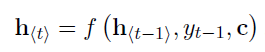 h⟨t⟩ = f (h⟨t−1⟩, yt−1, c)